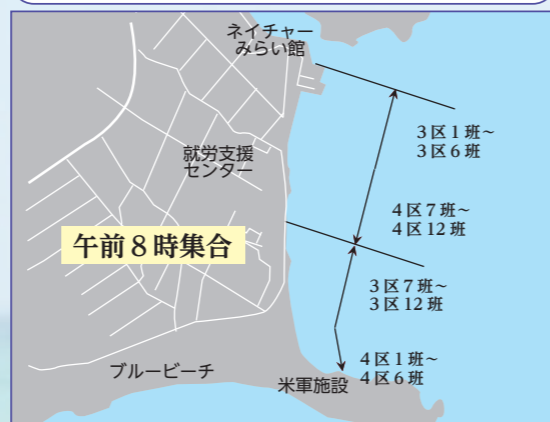 ネイチャー
みらい館
3区1班~
3区6班
就労支援
センター
4区7班~
4区12班
午前8時集合
3区7班~
3区12班
4区1班~
4区6班
ブルービーチ
米軍施設